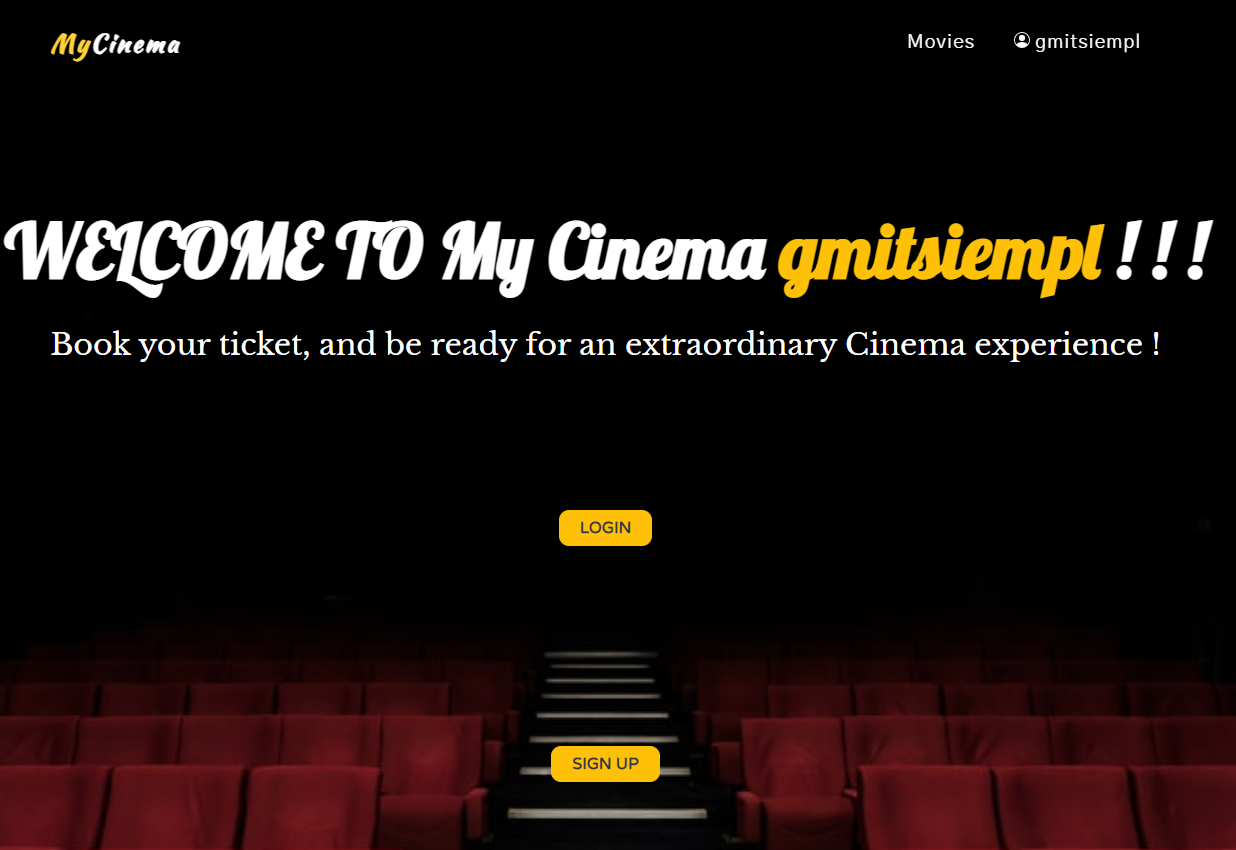 MyCinema
Movies gmitsiempl
WELCOME TO My Cinema gmitsiempl ! ! !
Book your ticket, and be ready for an extraordinary Cinema experience !
LOGIN
SIGN UP